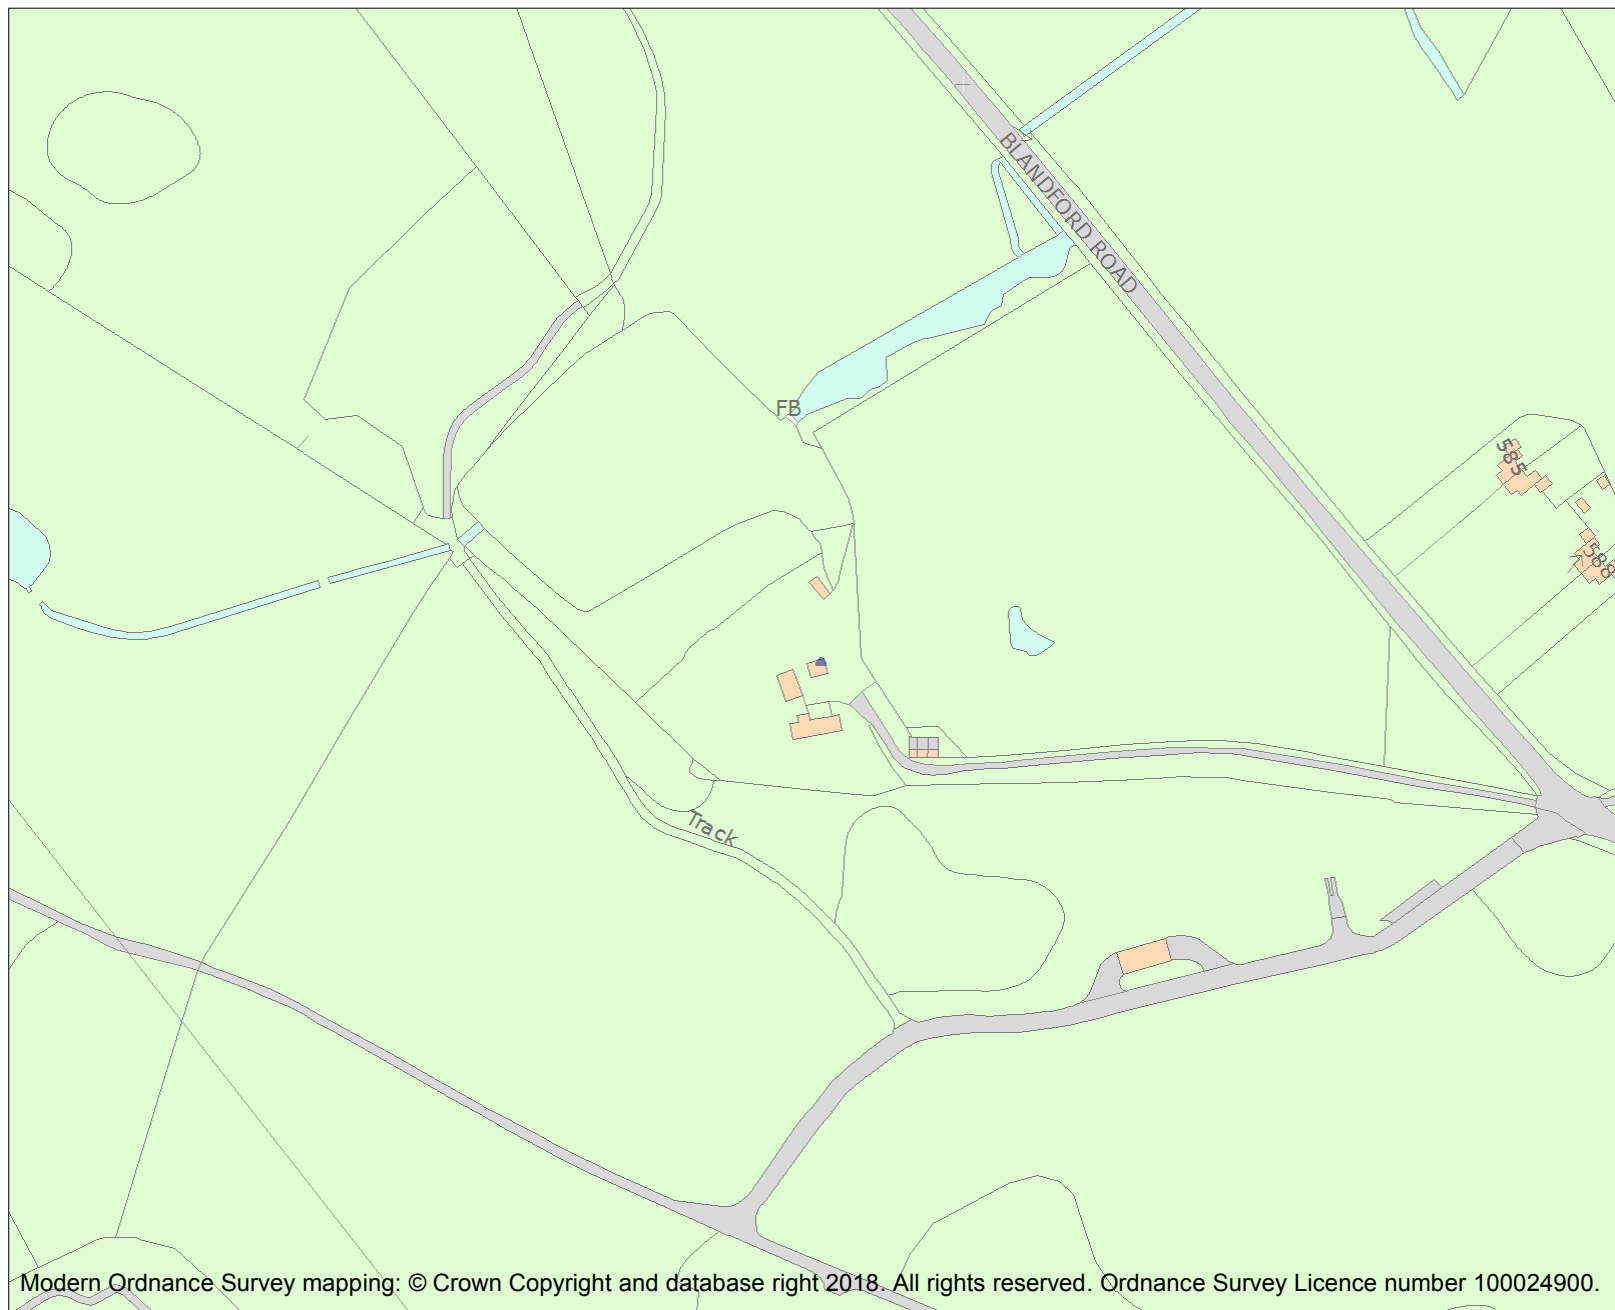 BLANDFORD ROAD
FB
585
588
Track
Modern Ordnance Survey mapping: © Crown Copyright and database right 2018. All rights reserved. Ordnance Survey Licence number 100024900.